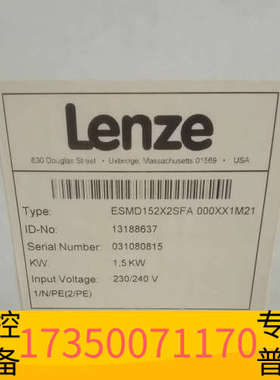 Lenze
630 Douglas Street • Uxbridge, Massachusetts 01569 • USA
Type: ESMD152X2SFA 000XX1M21
ID-No: 13188637
Serial Number: 031080815
KW: 1,5 KW
Input Voltage: 230/240 V
1/N/PE(2/PE)
控 专
备 17350071170 普